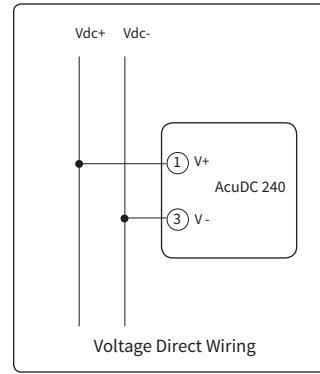 Vdc+ Vdc-
1 V+
AcuDC 240
3 V -
Voltage Direct Wiring